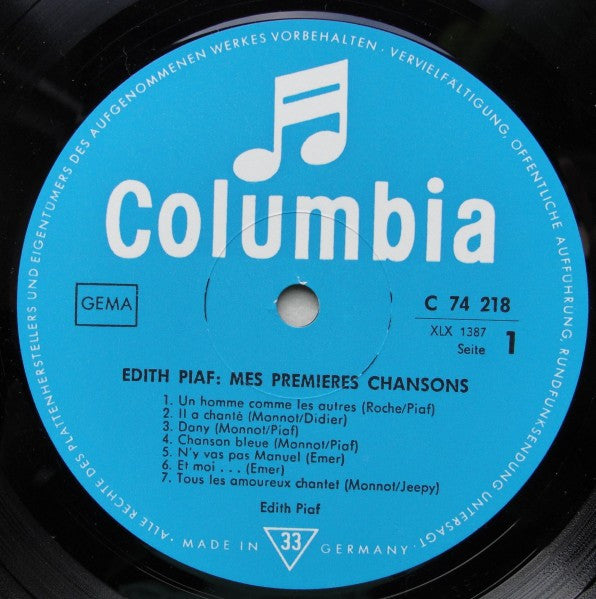 ALLE RECHTE DES PLATTENHERSTELLERS UND EIGENTÜMERS DES AUFGENOMMENEN WERKES VORBEHALTEN · VERVIELFÄLTIGUNG, ÖFFENTLICHE AUFFÜHRUNG, RUNDFUNKSENDUNG UNTERSAGT ·
Columbia
GEMA
C 74 218
XLX 1387
Seite 1
EDITH PIAF: MES PREMIERES CHANSONS
1. Un homme comme les autres (Roche/Piaf)
2. Il a chanté (Monnot/Didier)
3. Dany (Monnot/Piaf)
4. Chanson bleue (Monnot/Piaf)
5. N'y vas pas Manuel (Emer)
6. Et moi . . . (Emer)
7. Tous les amoureux chantet (Monnot/Jeepy)
Edith Piaf
MADE IN 33 GERMANY